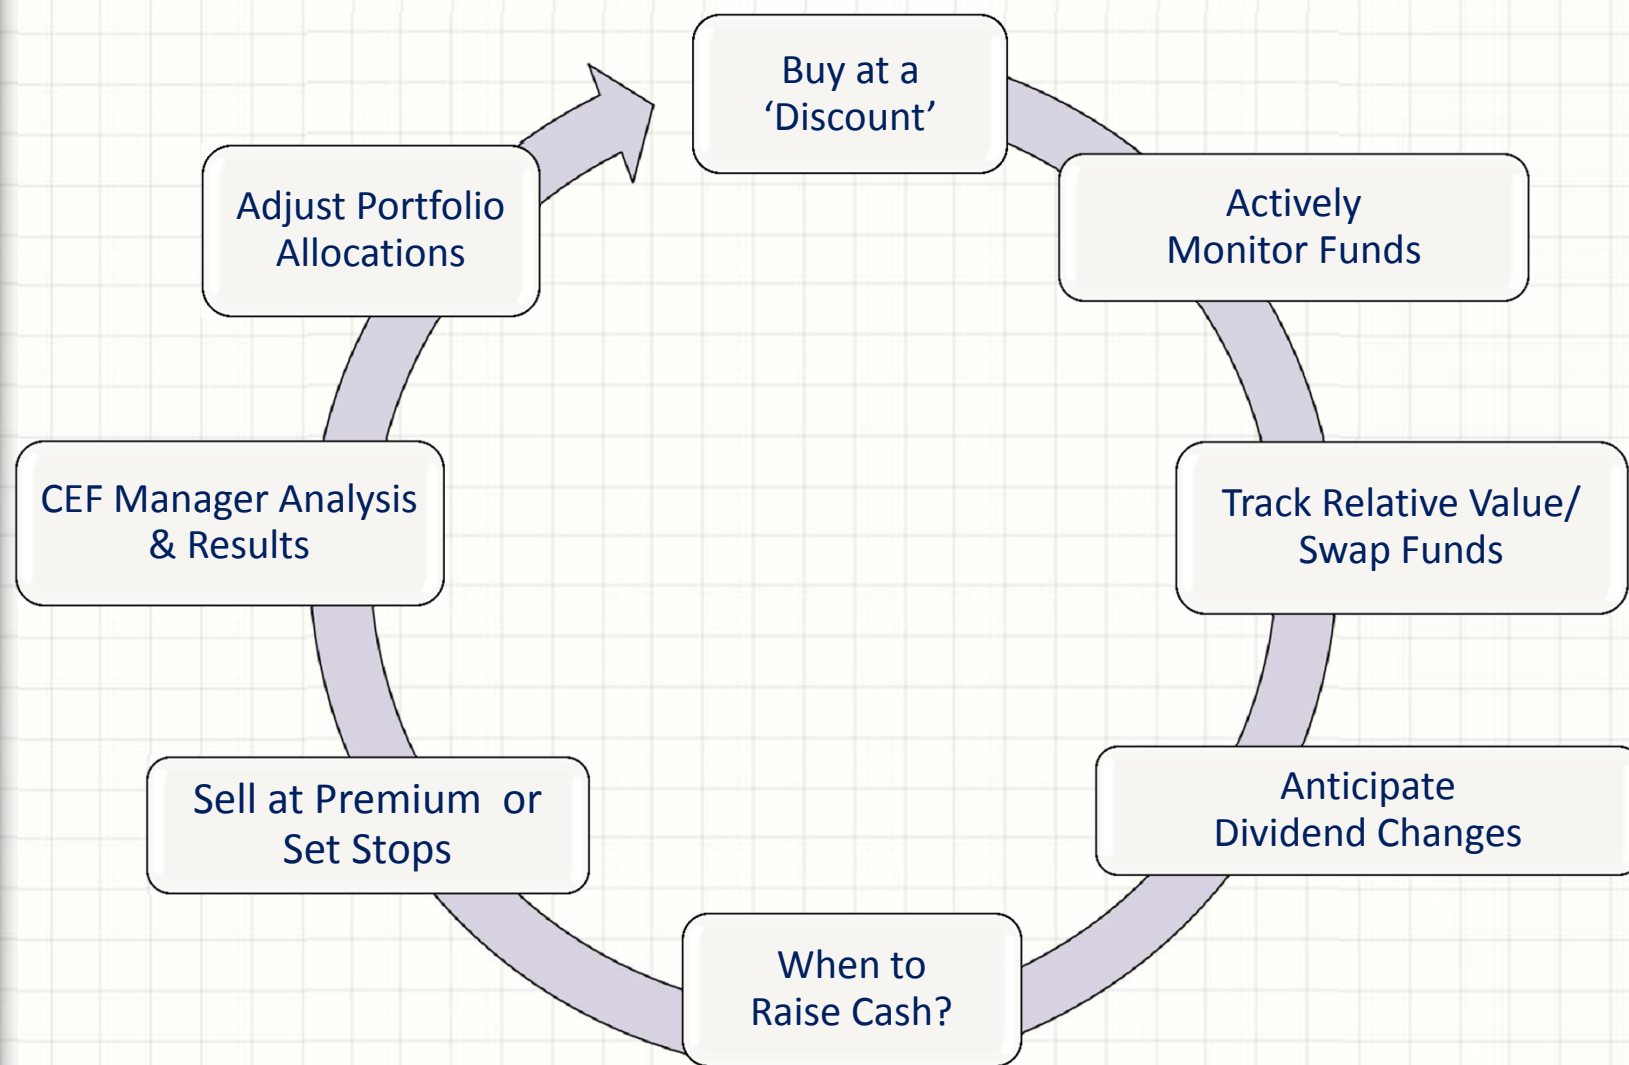 Buy at a
‘Discount’
Actively
Monitor Funds
Track Relative Value/
Swap Funds
Anticipate
Dividend Changes
When to
Raise Cash?
Sell at Premium  or
Set Stops
CEF Manager Analysis
& Results
Adjust Portfolio
Allocations